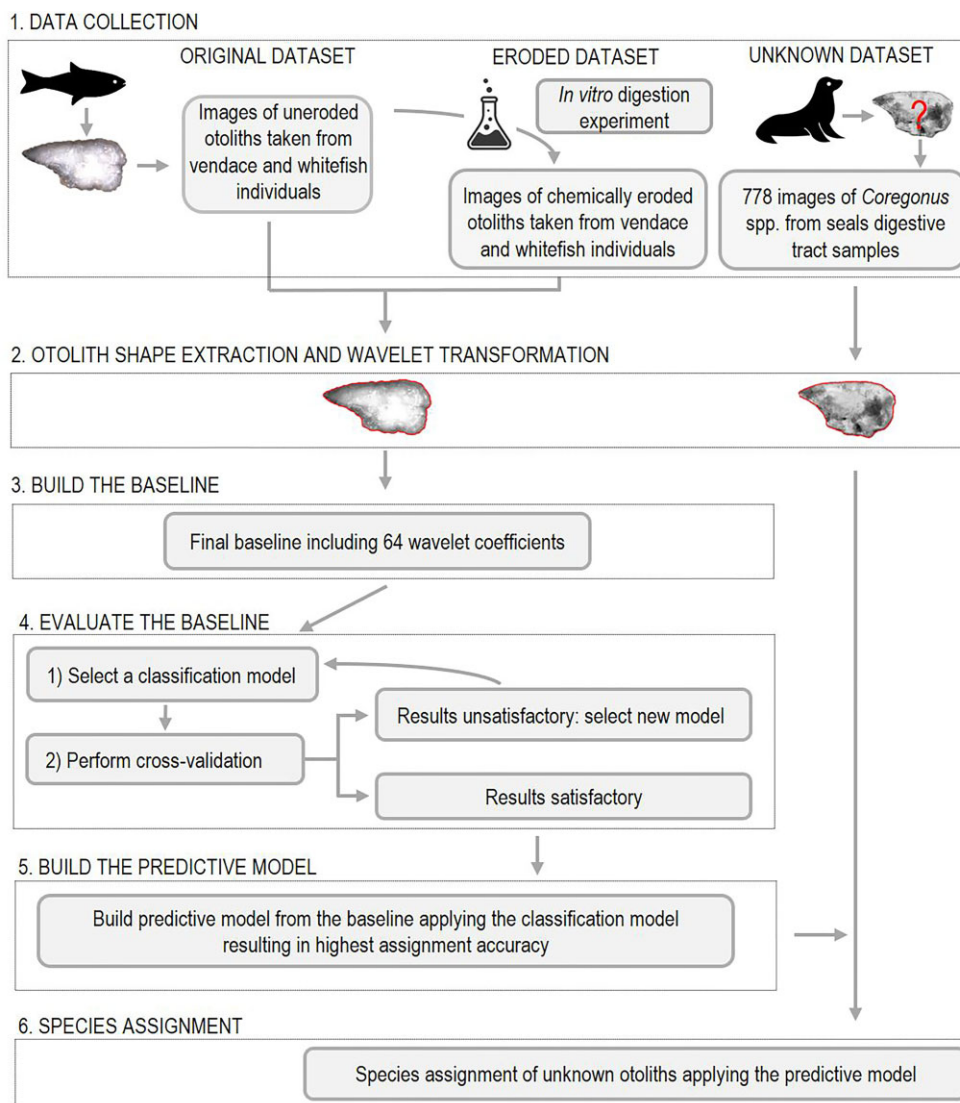 1. DATA COLLECTION
ORIGINAL DATASET
ERODED DATASET
UNKNOWN DATASET
Images of uneroded
otoliths taken from
vendace and whitefish
individuals
In vitro digestion
experiment
Images of chemically eroded
otoliths taken from vendace
and whitefish individuals
?
778 images of Coregonus
spp. from seals digestive
tract samples
2. OTOLITH SHAPE EXTRACTION AND WAVELET TRANSFORMATION
3. BUILD THE BASELINE
Final baseline including 64 wavelet coefficients
4. EVALUATE THE BASELINE
1) Select a classification model
Results unsatisfactory: select new model
2) Perform cross-validation
Results satisfactory
5. BUILD THE PREDICTIVE MODEL
Build predictive model from the baseline applying the classification model
resulting in highest assignment accuracy
6. SPECIES ASSIGNMENT
Species assignment of unknown otoliths applying the predictive model